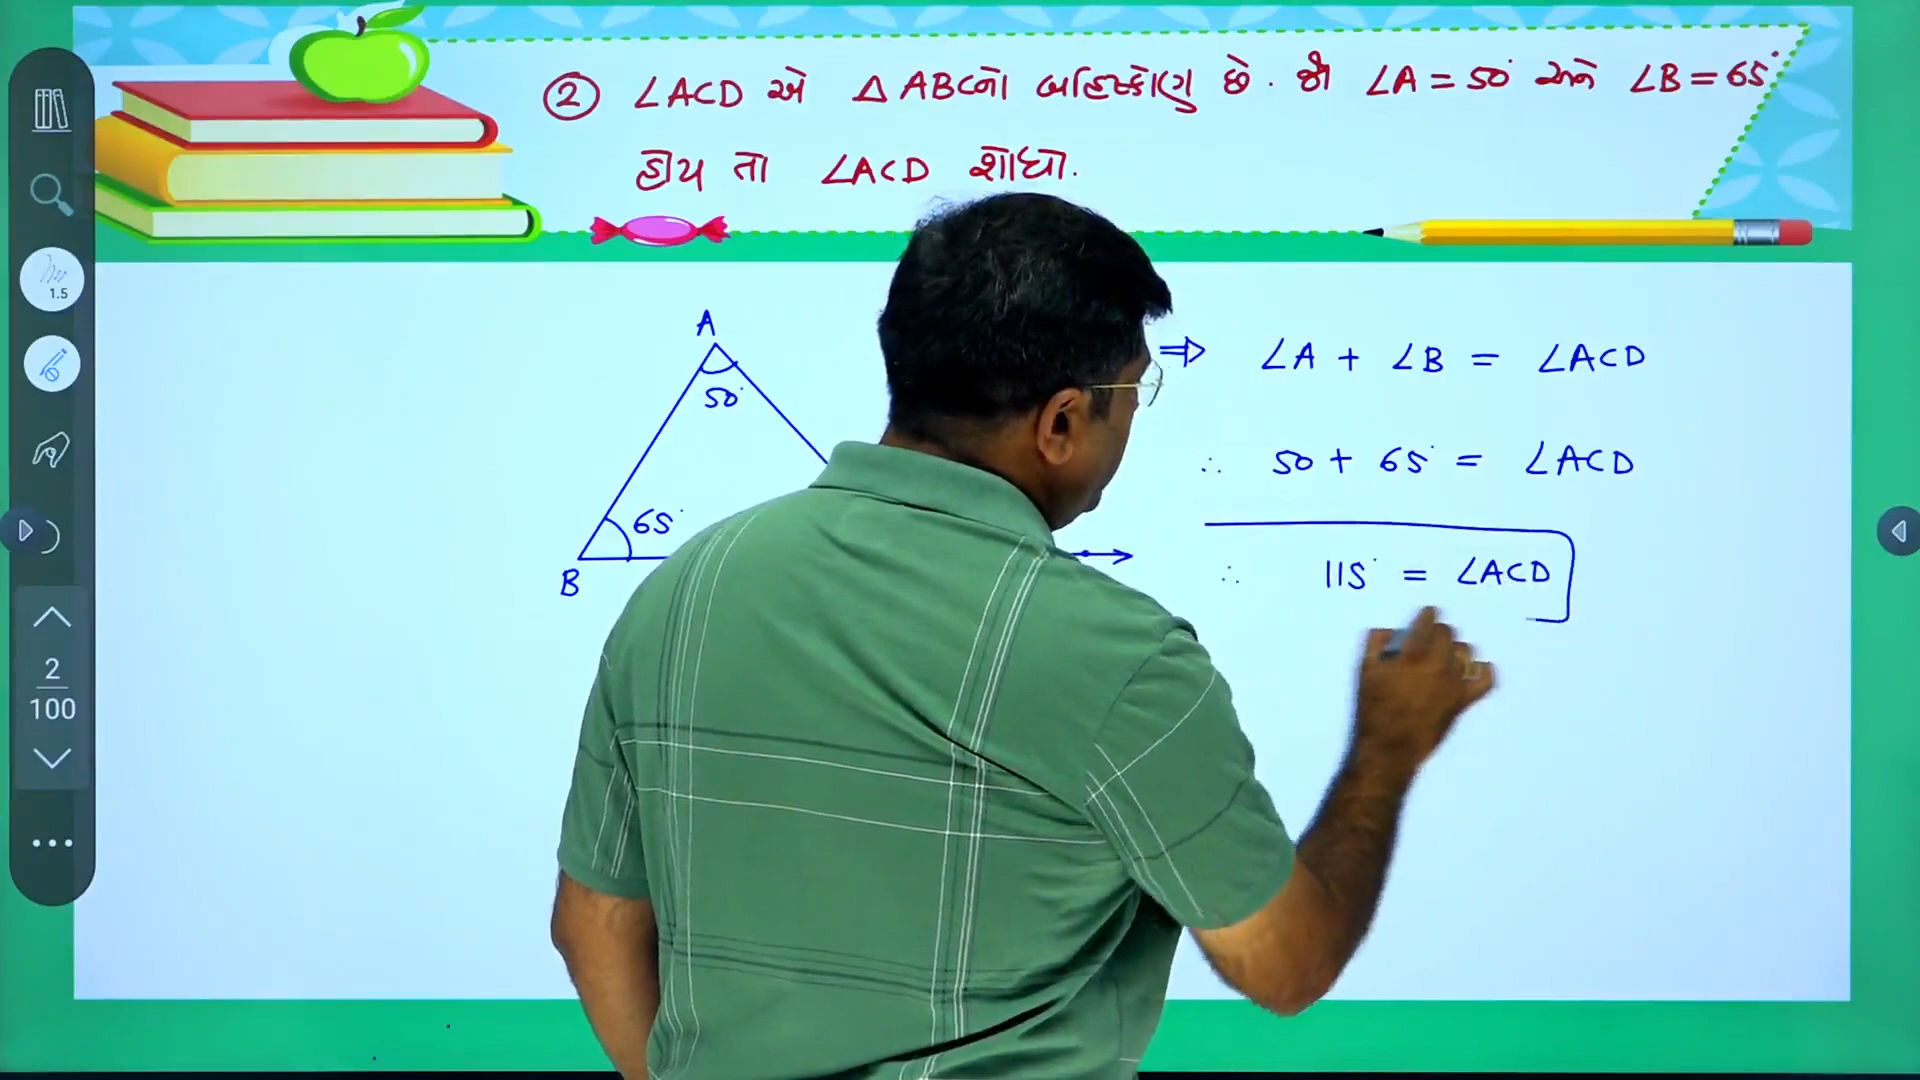 ② ∠ACD એ △ABCનો બહિષ્કોણ છે. જો ∠A = 50° અને ∠B = 65°
હોય તો ∠ACD શોધો.
A
50°
65°
B
⇒ ∠A + ∠B = ∠ACD
∴ 50 + 65° = ∠ACD
∴ 115° = ∠ACD
1.5
2
100